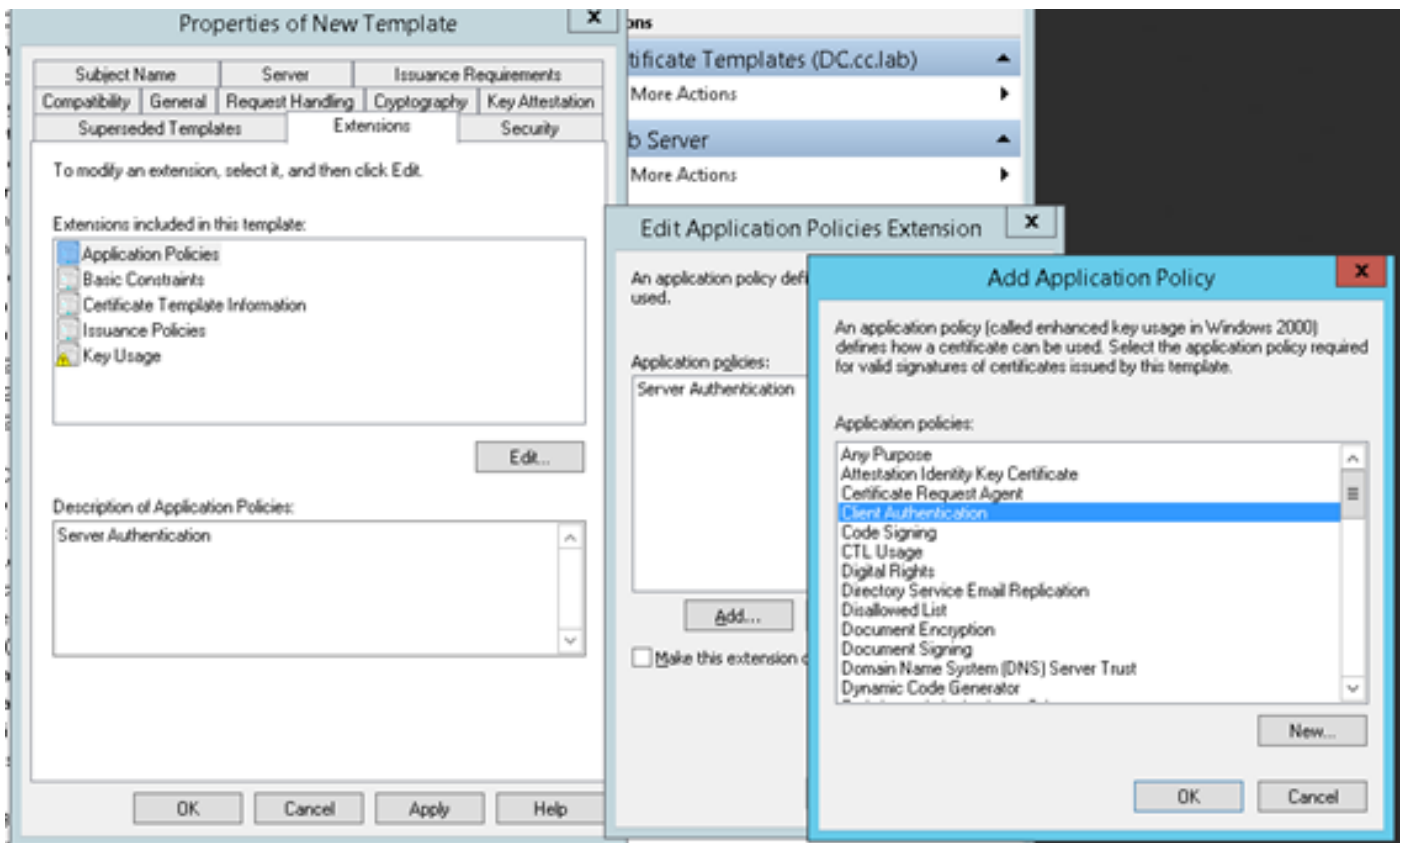 Properties of New Template
x
Subject Name
Server
Issuance Requirements
Compatibility
General
Request Handling
Cryptography
Key Attestation
Superseded Templates
Extensions
Security
To modify an extension, select it, and then click Edit.
Extensions included in this template:
Application Policies
Basic Constraints
Certificate Template Information
Issuance Policies
Key Usage
Edit...
Description of Application Policies:
Server Authentication
OK
Cancel
Apply
Help
ons
tificate Templates (DC.cc.lab)
More Actions
b Server
More Actions
Edit Application Policies Extension
x
An application policy defi
used.
Application policies:
Server Authentication
Add...
Make this extension c
Add Application Policy
x
An application policy (called enhanced key usage in Windows 2000)
defines how a certificate can be used. Select the application policy required
for valid signatures of certificates issued by this template.
Application policies:
Any Purpose
Attestation Identity Key Certificate
Certificate Request Agent
Client Authentication
Code Signing
CTL Usage
Digital Rights
Directory Service Email Replication
Disallowed List
Document Encryption
Document Signing
Domain Name System (DNS) Server Trust
Dynamic Code Generator
New...
OK
Cancel